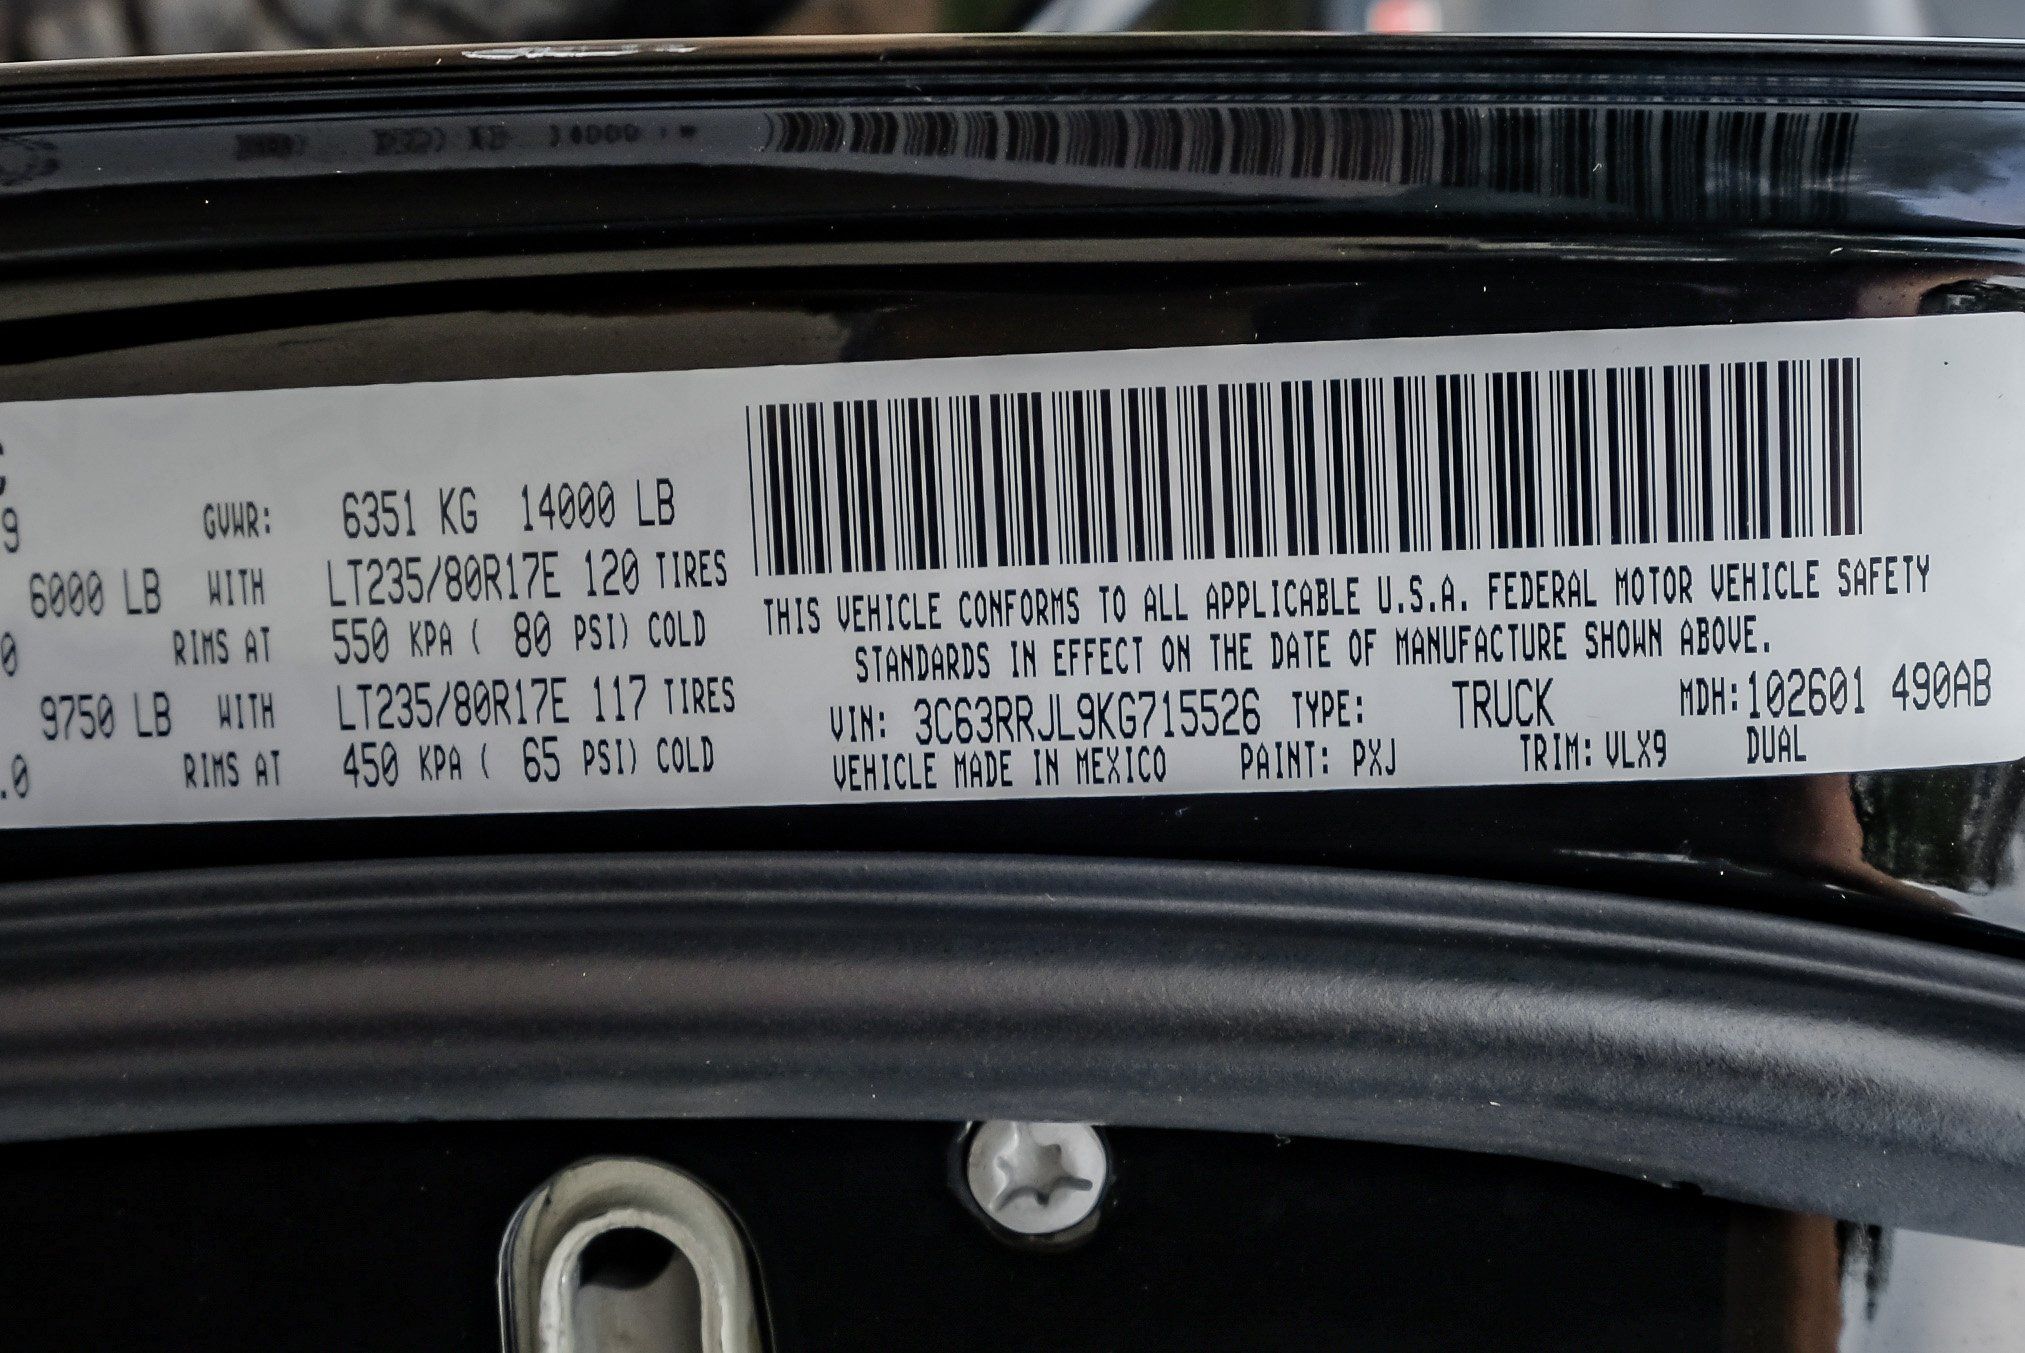 9
GVWR: 6351 KG 14000 LB
6000 LB WITH LT235/80R17E 120 TIRES
0 RIMS AT 550 KPA ( 80 PSI) COLD
9750 LB WITH LT235/80R17E 117 TIRES
.0 RIMS AT 450 KPA ( 65 PSI) COLD
THIS VEHICLE CONFORMS TO ALL APPLICABLE U.S.A. FEDERAL MOTOR VEHICLE SAFETY
STANDARDS IN EFFECT ON THE DATE OF MANUFACTURE SHOWN ABOVE.
VIN: 3C63RRJL9KG715526 TYPE: TRUCK MDH:102601 490AB
VEHICLE MADE IN MEXICO PAINT: PXJ TRIM: VLX9 DUAL